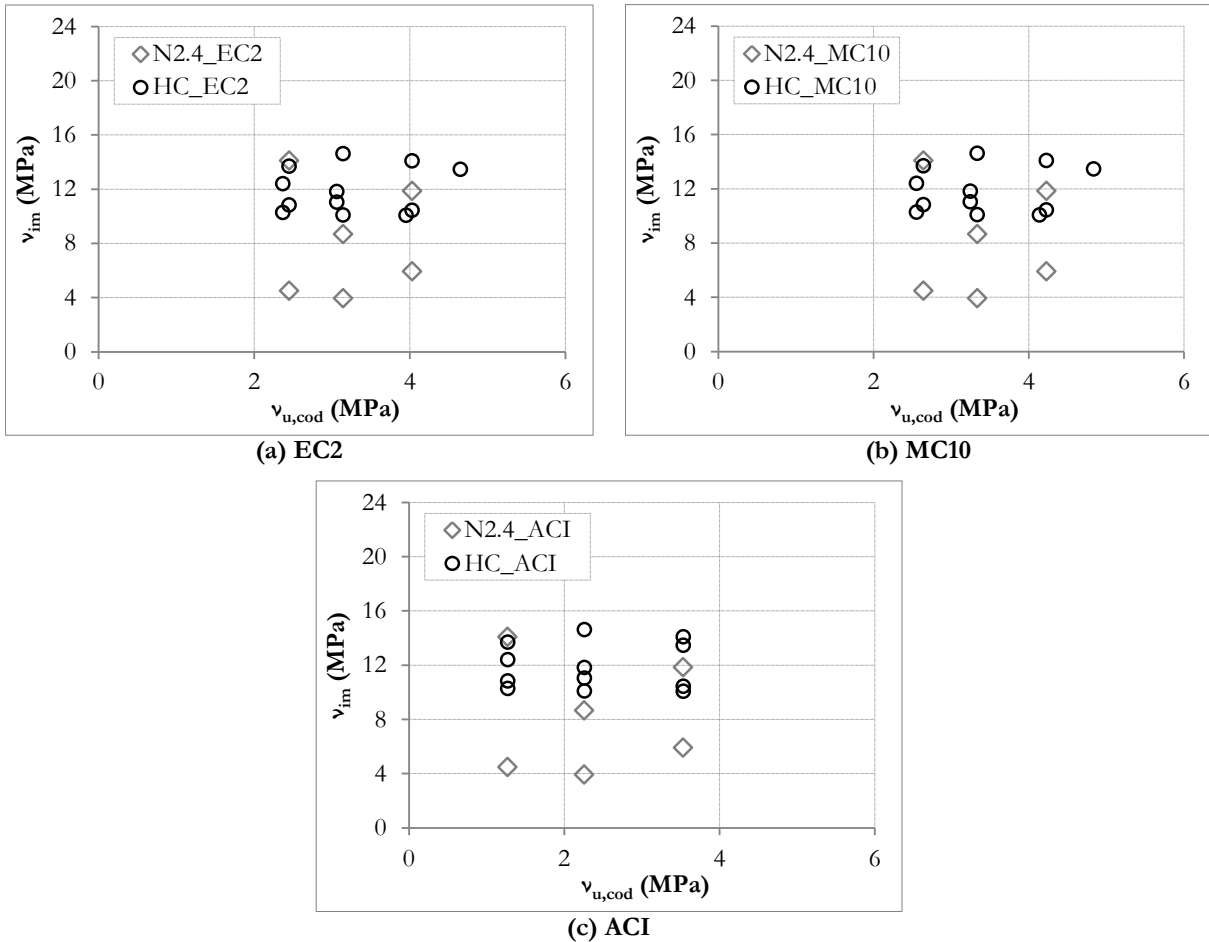 24
20
16
12
8
4
0
ν_im (MPa)
N2.4_EC2
HC_EC2
0 2 4 6
ν_u,cod (MPa)
(a) EC2
24
20
16
12
8
4
0
ν_im (MPa)
N2.4_MC10
HC_MC10
0 2 4 6
ν_u,cod (MPa)
(b) MC10
24
20
16
12
8
4
0
ν_im (MPa)
N2.4_ACI
HC_ACI
0 2 4 6
ν_u,cod (MPa)
(c) ACI